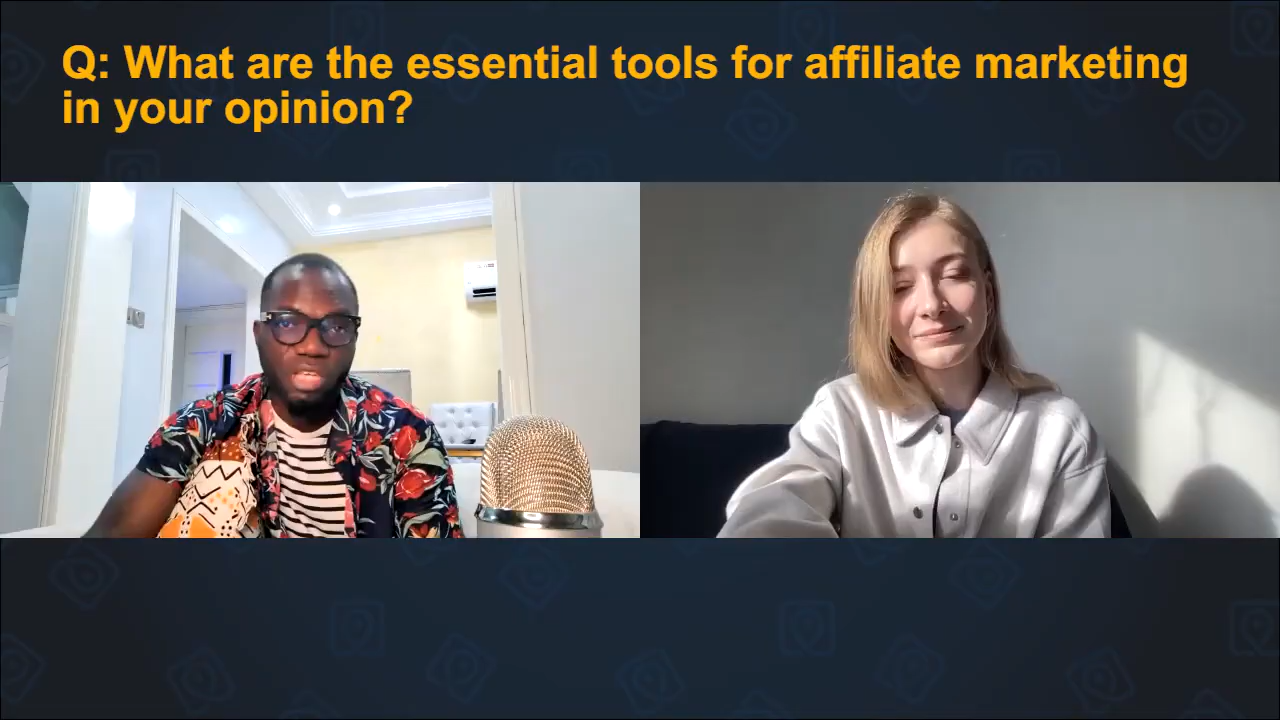 Q: What are the essential tools for affiliate marketing
in your opinion?